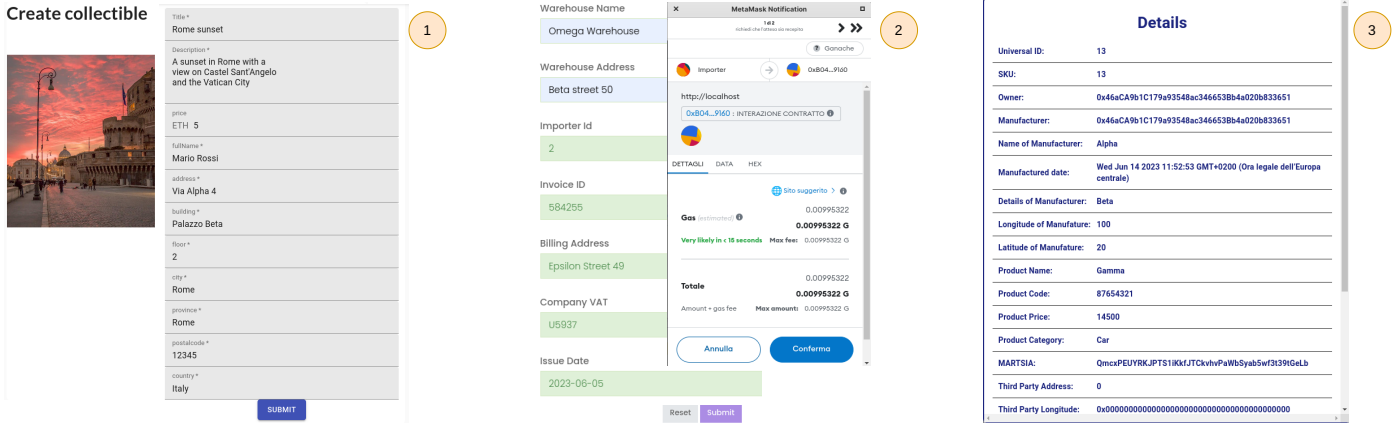 Create collectible
Title *
Rome sunset
Description *
A sunset in Rome with a
view on Castel Sant'Angelo
and the Vatican City
price
ETH 5
fullName *
Mario Rossi
address *
Via Alpha 4
building *
Palazzo Beta
floor *
2
city *
Rome
province *
Rome
postalcode *
12345
country *
Italy
SUBMIT
1
Warehouse Name
Omega Warehouse
Warehouse Address
Beta street 50
Importer Id
2
Invoice ID
584255
Billing Address
Epsilon Street 49
Company VAT
U5937
Issue Date
2023-06-05
Reset Submit
MetaMask Notification
1 di 2
richiedi che l'attesa sia recepita
Ganache
Importer
0xB04...9160
http://localhost
0xB04...9160 : INTERAZIONE CONTRATTO
DETTAGLI DATA HEX
Sito suggerito >
0.00995322
Gas (estimated) 0.00995322 G
Very likely in < 15 seconds Max fee: 0.00995322 G
0.00995322
Totale 0.00995322 G
Amount + gas fee Max amount: 0.00995322 G
Annulla Conferma
2
Details
Universal ID: 13
SKU: 13
Owner: 0x46aCA9b1C179a93548ac346653Bb4a020b833651
Manufacturer: 0x46aCA9b1C179a93548ac346653Bb4a020b833651
Name of Manufacturer: Alpha
Manufactured date: Wed Jun 14 2023 11:52:53 GMT+0200 (Ora legale dell'Europa
centrale)
Details of Manufacturer: Beta
Longitude of Manufature: 100
Latitude of Manufature: 20
Product Name: Gamma
Product Code: 87654321
Product Price: 14500
Product Category: Car
MARTSIA: QmcxPEUYRKJPTS1iKkfJTCkvhvPaWbSyab5wf3t39tGeLb
Third Party Address: 0
Third Party Longitude: 0x0000000000000000000000000000000000000000
3